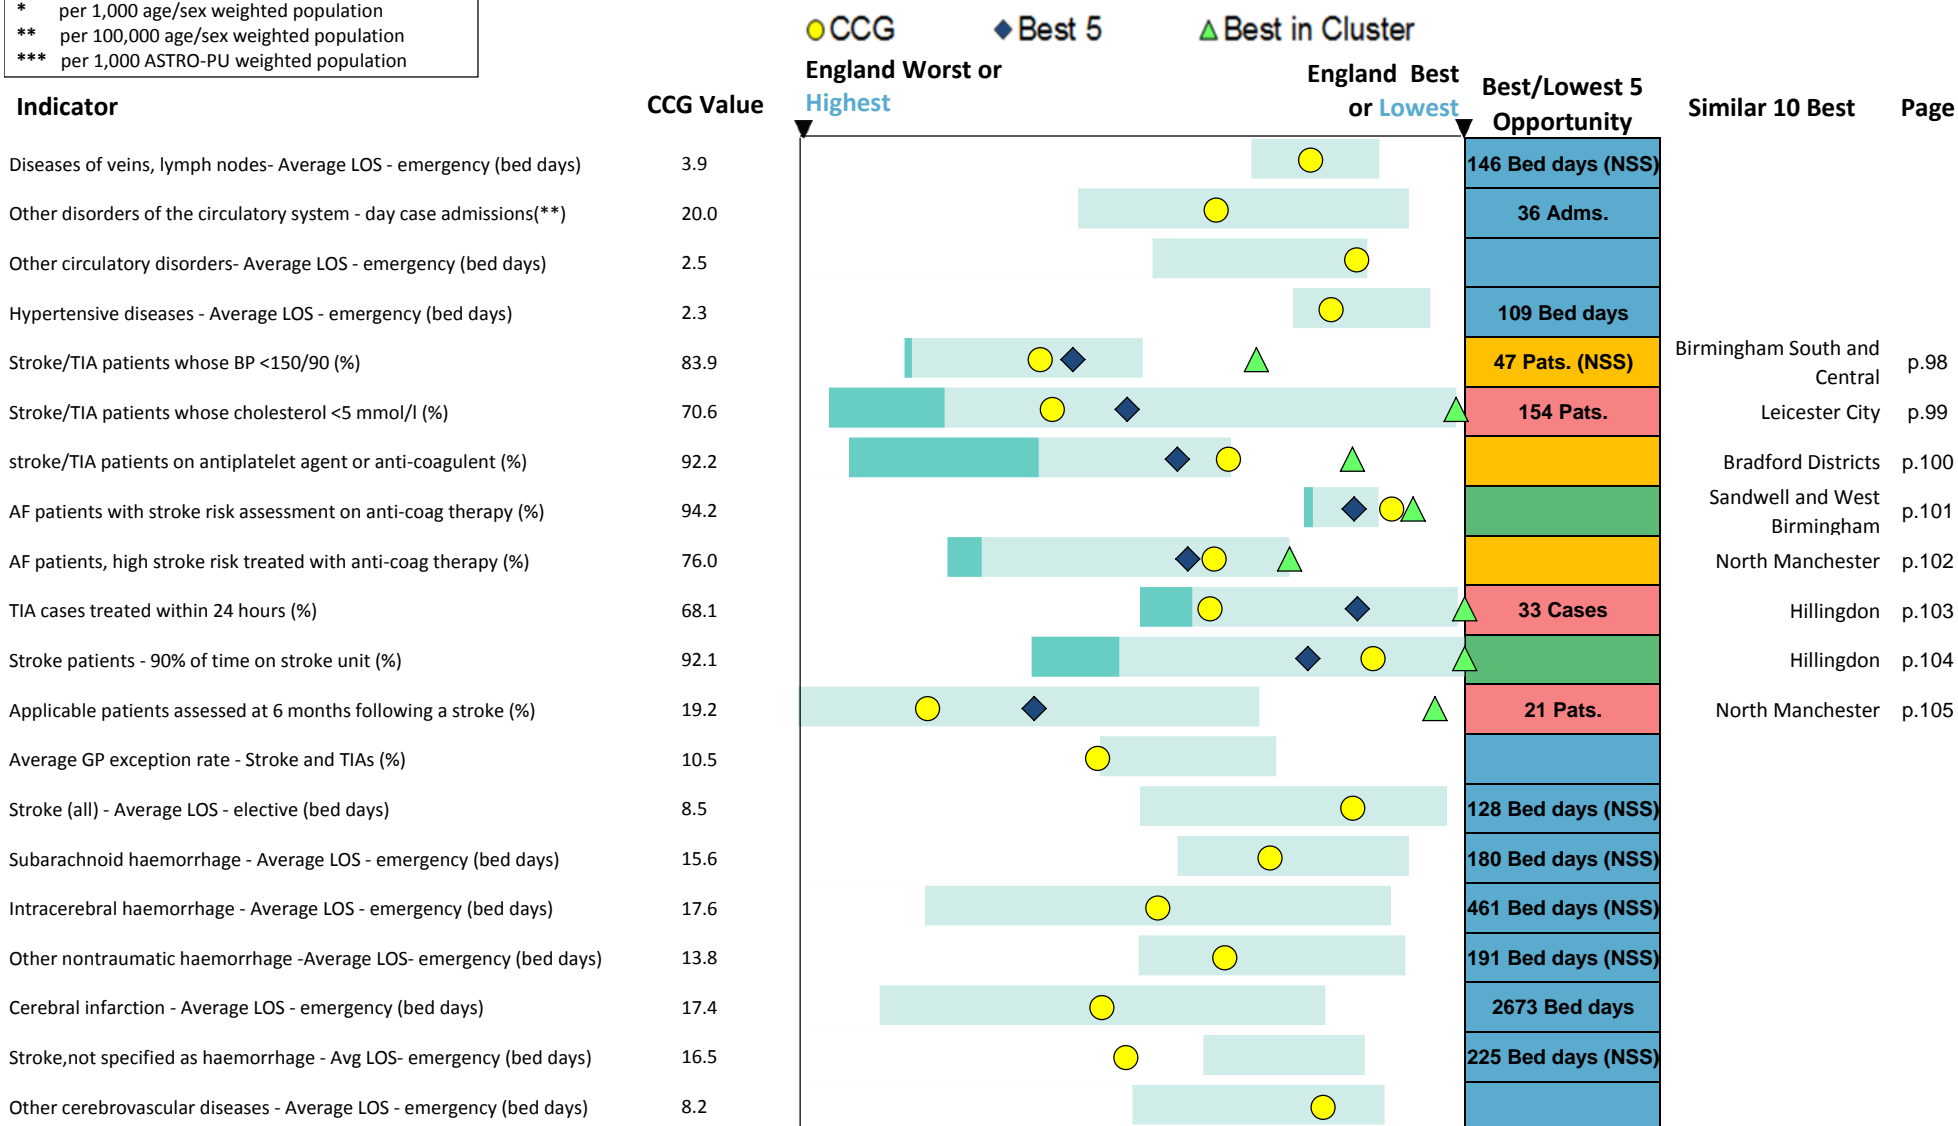 * per 1,000 age/sex weighted population
** per 100,000 age/sex weighted population
*** per 1,000 ASTRO-PU weighted population
CCG Best 5 Best in Cluster
England Worst or Highest England Best or Lowest
Indicator CCG Value Best/Lowest 5 Opportunity Similar 10 Best Page
Diseases of veins, lymph nodes- Average LOS - emergency (bed days) 3.9 146 Bed days (NSS)
Other disorders of the circulatory system - day case admissions(**) 20.0 36 Adms.
Other circulatory disorders- Average LOS - emergency (bed days) 2.5
Hypertensive diseases - Average LOS - emergency (bed days) 2.3 109 Bed days
Stroke/TIA patients whose BP <150/90 (%) 83.9 47 Pats. (NSS) Birmingham South and Central p.98
Stroke/TIA patients whose cholesterol <5 mmol/l (%) 70.6 154 Pats. Leicester City p.99
stroke/TIA patients on antiplatelet agent or anti-coagulent (%) 92.2 Bradford Districts p.100
AF patients with stroke risk assessment on anti-coag therapy (%) 94.2 Sandwell and West Birmingham p.101
AF patients, high stroke risk treated with anti-coag therapy (%) 76.0 North Manchester p.102
TIA cases treated within 24 hours (%) 68.1 33 Cases Hillingdon p.103
Stroke patients - 90% of time on stroke unit (%) 92.1 Hillingdon p.104
Applicable patients assessed at 6 months following a stroke (%) 19.2 21 Pats. North Manchester p.105
Average GP exception rate - Stroke and TIAs (%) 10.5
Stroke (all) - Average LOS - elective (bed days) 8.5 128 Bed days (NSS)
Subarachnoid haemorrhage - Average LOS - emergency (bed days) 15.6 180 Bed days (NSS)
Intracerebral haemorrhage - Average LOS - emergency (bed days) 17.6 461 Bed days (NSS)
Other nontraumatic haemorrhage -Average LOS- emergency (bed days) 13.8 191 Bed days (NSS)
Cerebral infarction - Average LOS - emergency (bed days) 17.4 2673 Bed days
Stroke,not specified as haemorrhage - Avg LOS- emergency (bed days) 16.5 225 Bed days (NSS)
Other cerebrovascular diseases - Average LOS - emergency (bed days) 8.2